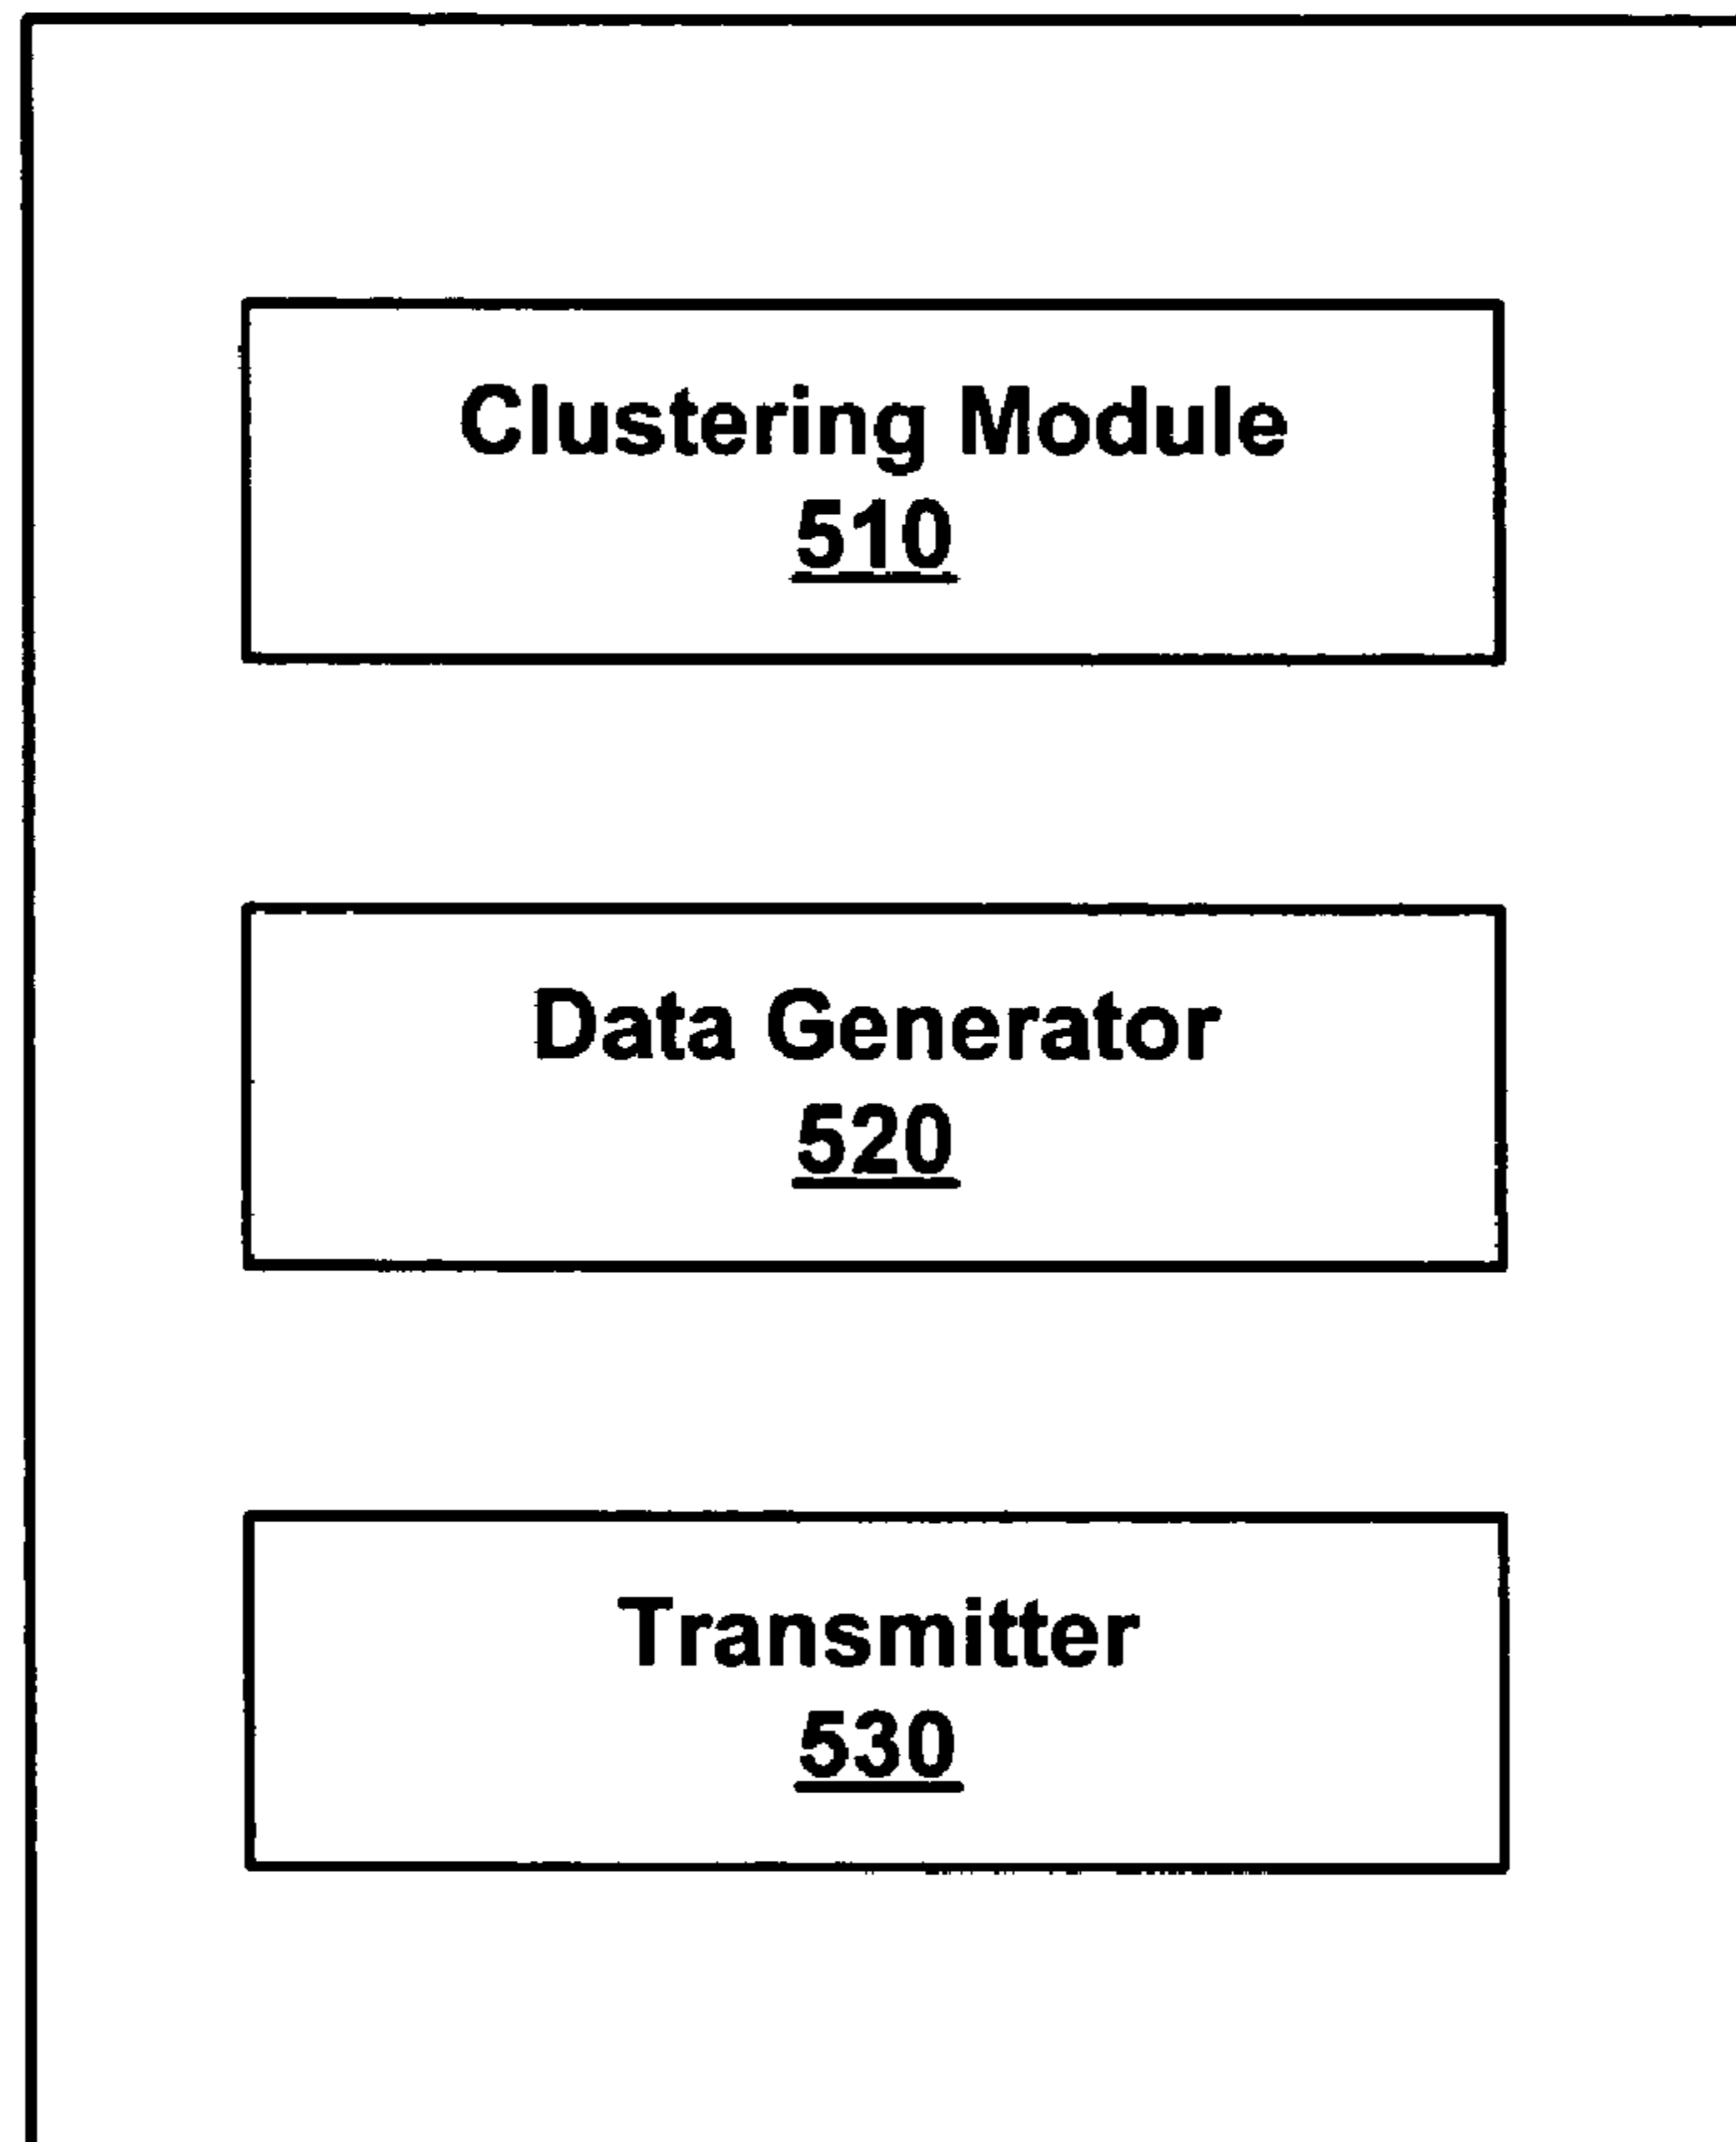 Clustering Module
510
Data Generator
520
Transmitter
530